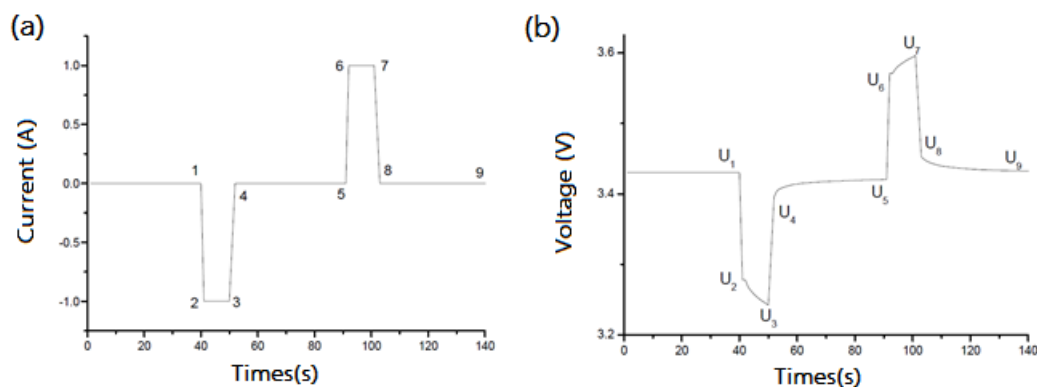 (a)
Current (A)
1.0
0.5
0.0
-0.5
-1.0
1
2
3
4
5
6
7
8
9
0
20
40
60
80
100
120
140
Times(s)
(b)
Voltage (V)
3.6
3.4
3.2
U1
U2
U3
U4
U5
U6
U7
U8
U9
0
20
40
60
80
100
120
140
Times(s)